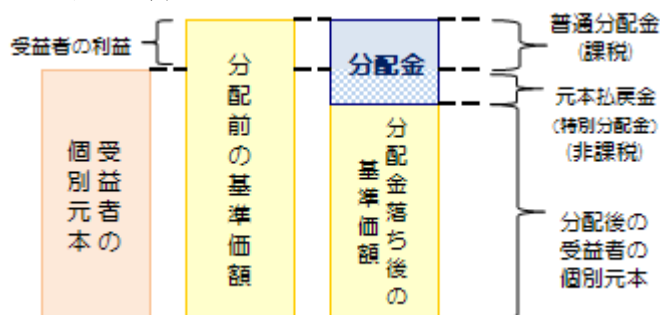 受益者の利益
受益者の
個別元本
分配前の基準価額
分配金
分配金落ち後の
基準価額
普通分配金
(課税)
元本払戻金
(特別分配金)
(非課税)
分配後の
受益者の
個別元本